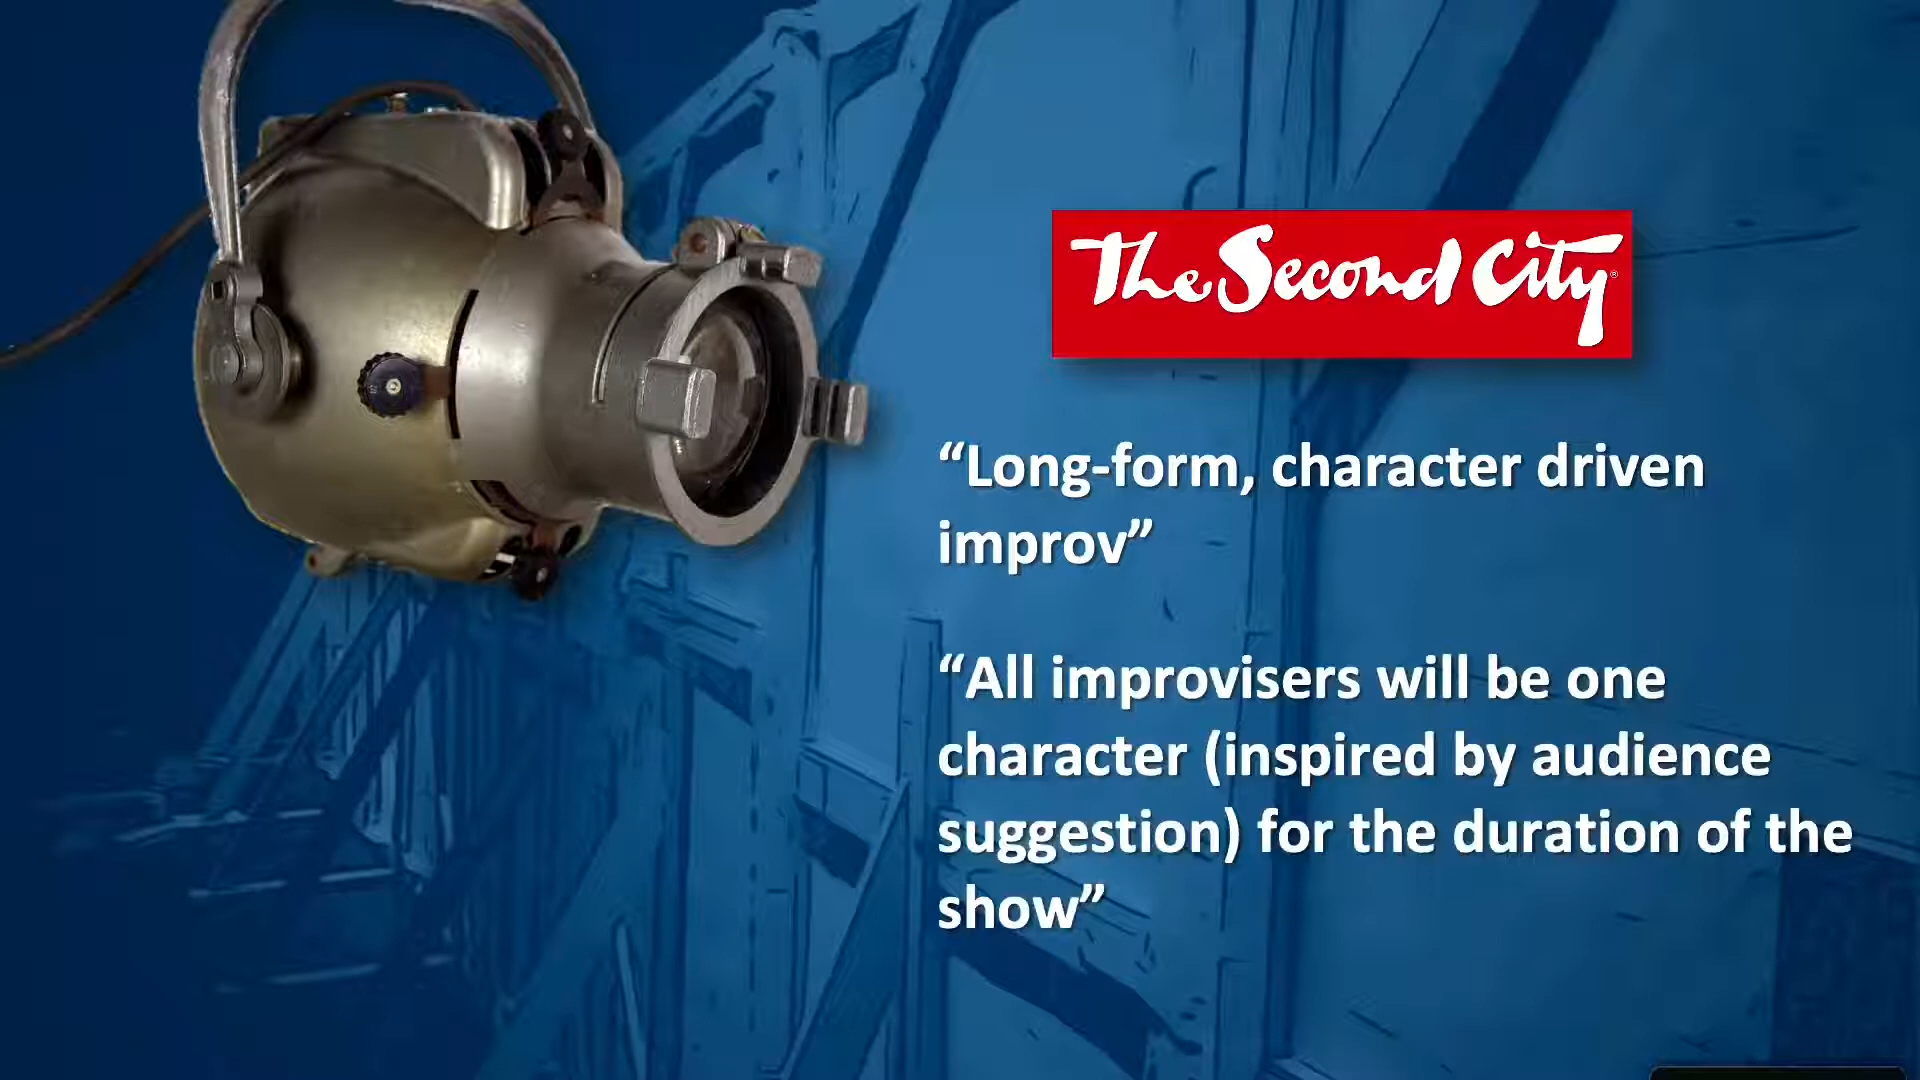 The Second City
“Long-form, character driven
improv”
“All improvisers will be one
character (inspired by audience
suggestion) for the duration of the
show”